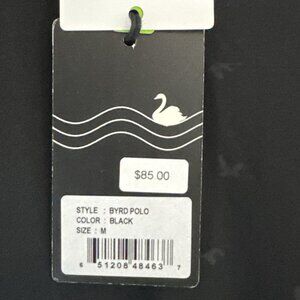 $85.00
STYLE : BYRD POLO
COLOR : BLACK
SIZE : M
6 51208 48463 7